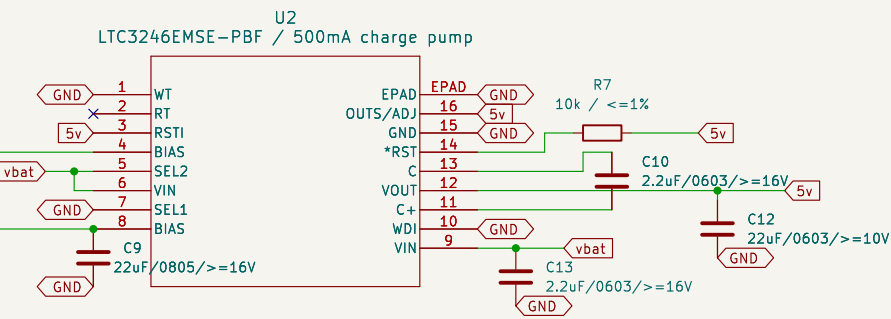 U2
LTC3246EMSE-PBF / 500mA charge pump
GND 1 WT
2 RT
5v 3 RSTI
4 BIAS
vbat 5 SEL2
6 VIN
GND 7 SEL1
8 BIAS
C9
22uF/0805/>=16V
GND
EPAD EPAD GND
OUTS/ADJ 16 5v
GND 15 GND
*RST 14
C 13
VOUT 12
C+ 11
WDI 10 GND
VIN 9 vbat
R7
10k / <=1%
5v
C10
2.2uF/0603/>=16V
5v
C12
22uF/0603/>=10V
GND
C13
2.2uF/0603/>=16V
GND